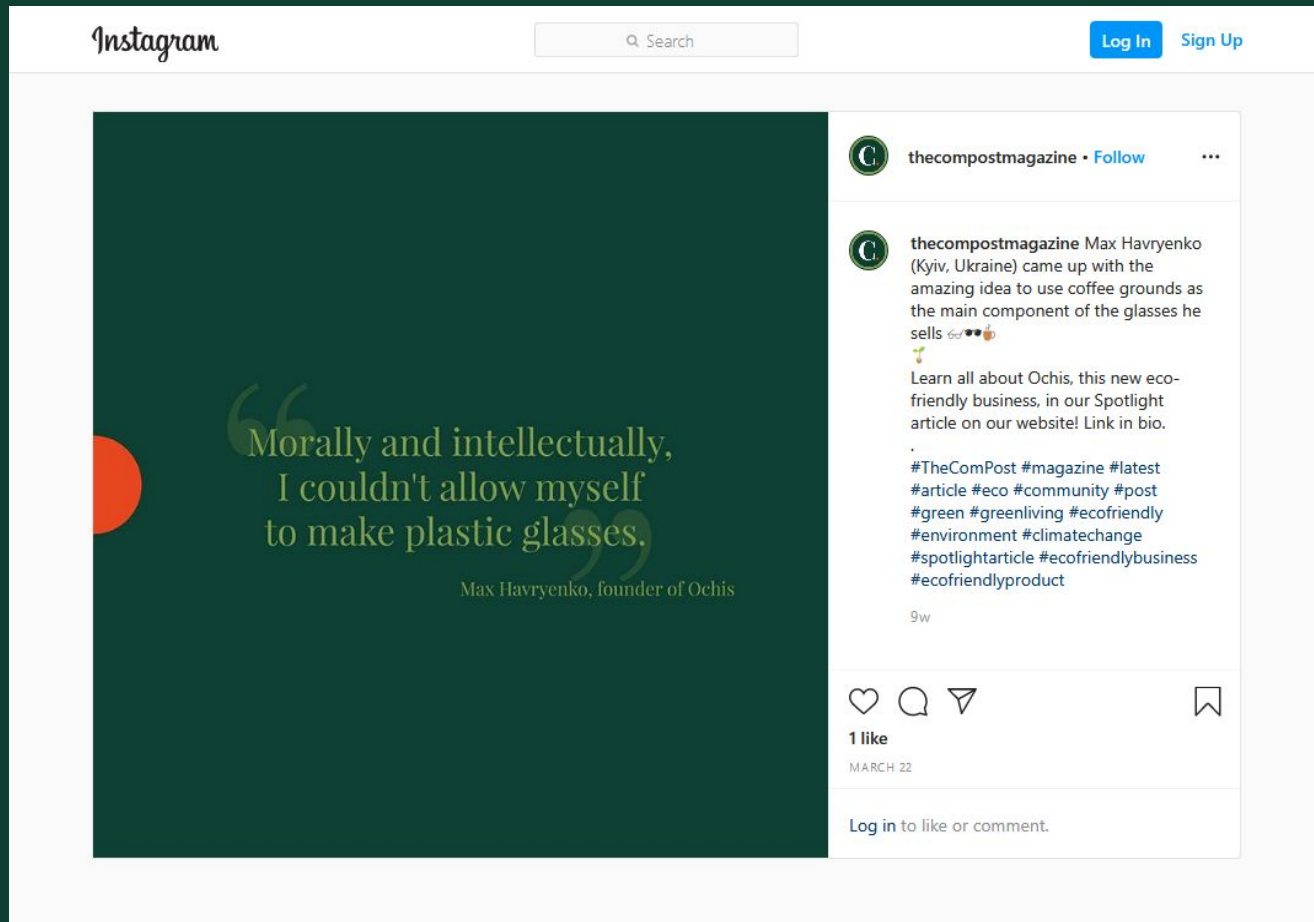 Instagram
Search
Log In
Sign Up
“
Morally and intellectually,
I couldn't allow myself
to make plastic glasses.
”
Max Havryenko, founder of Ochis
C.
thecompostmagazine • Follow
C.
thecompostmagazine Max Havryenko
(Kyiv, Ukraine) came up with the
amazing idea to use coffee grounds as
the main component of the glasses he
sells 👓🕶️☕
🌱
Learn all about Ochis, this new eco-
friendly business, in our Spotlight
article on our website! Link in bio.
.
#TheComPost #magazine #latest
#article #eco #community #post
#green #greenliving #ecofriendly
#environment #climatechange
#spotlightarticle #ecofriendlybusiness
#ecofriendlyproduct
9w
1 like
MARCH 22
Log in to like or comment.